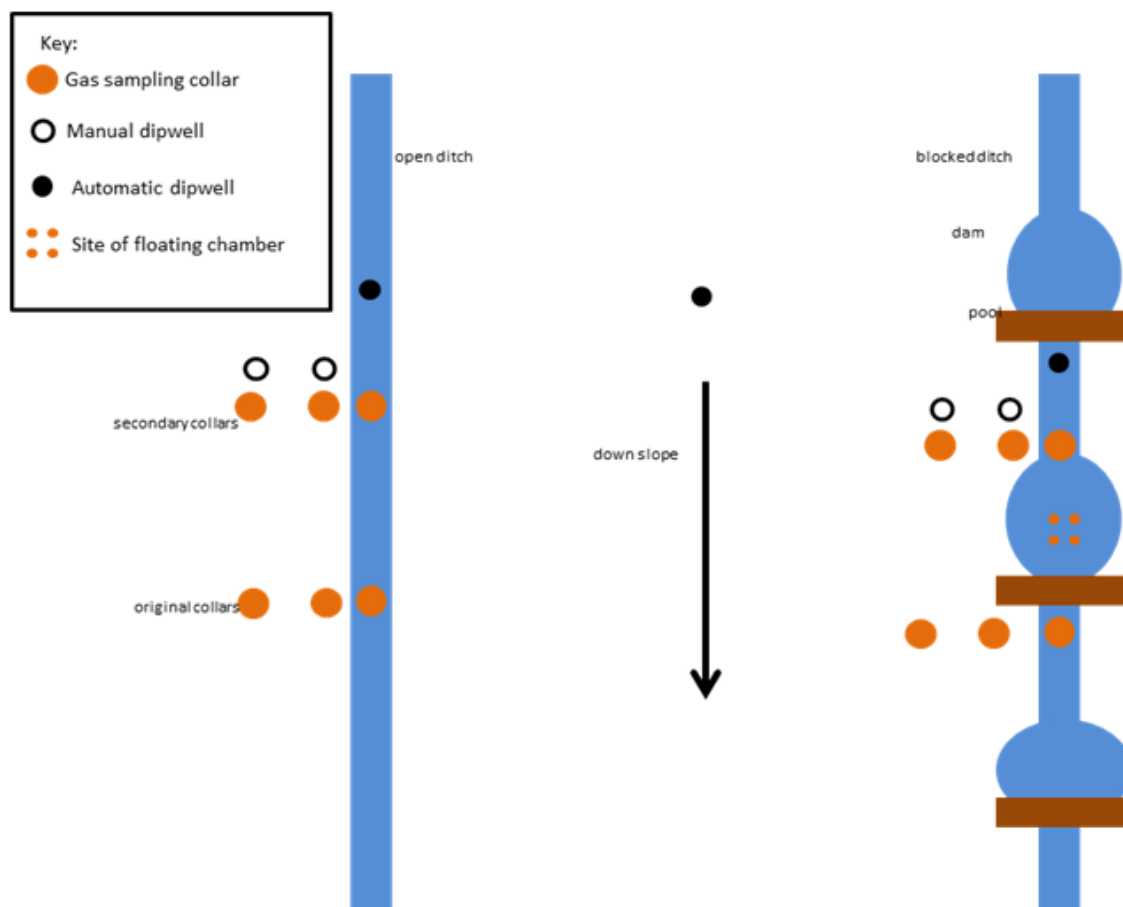 Key:
Gas sampling collar
Manual dipwell
Automatic dipwell
Site of floating chamber
open ditch
blocked ditch
dam
pool
secondary collars
down slope
original collars